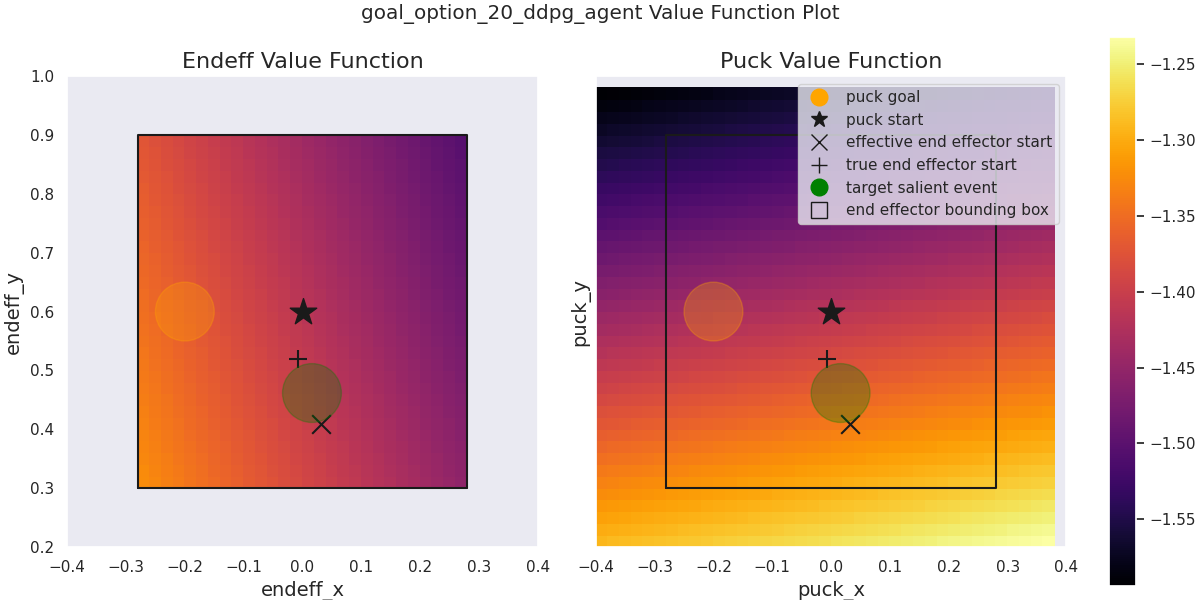 goal_option_20_ddpg_agent Value Function Plot
Endeff Value Function
1.0
0.9
0.8
0.7
0.6
0.5
0.4
0.3
0.2
endeff_y
−0.4 −0.3 −0.2 −0.1 0.0 0.1 0.2 0.3 0.4
endeff_x
Puck Value Function
puck goal
puck start
effective end effector start
true end effector start
target salient event
end effector bounding box
puck_y
−0.4 −0.3 −0.2 −0.1 0.0 0.1 0.2 0.3 0.4
puck_x
−1.25
−1.30
−1.35
−1.40
−1.45
−1.50
−1.55